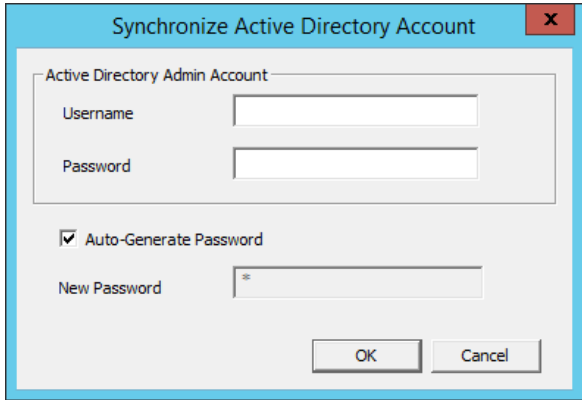 Synchronize Active Directory Account
x
Active Directory Admin Account
Username
Password
Auto-Generate Password
New Password *
OK Cancel